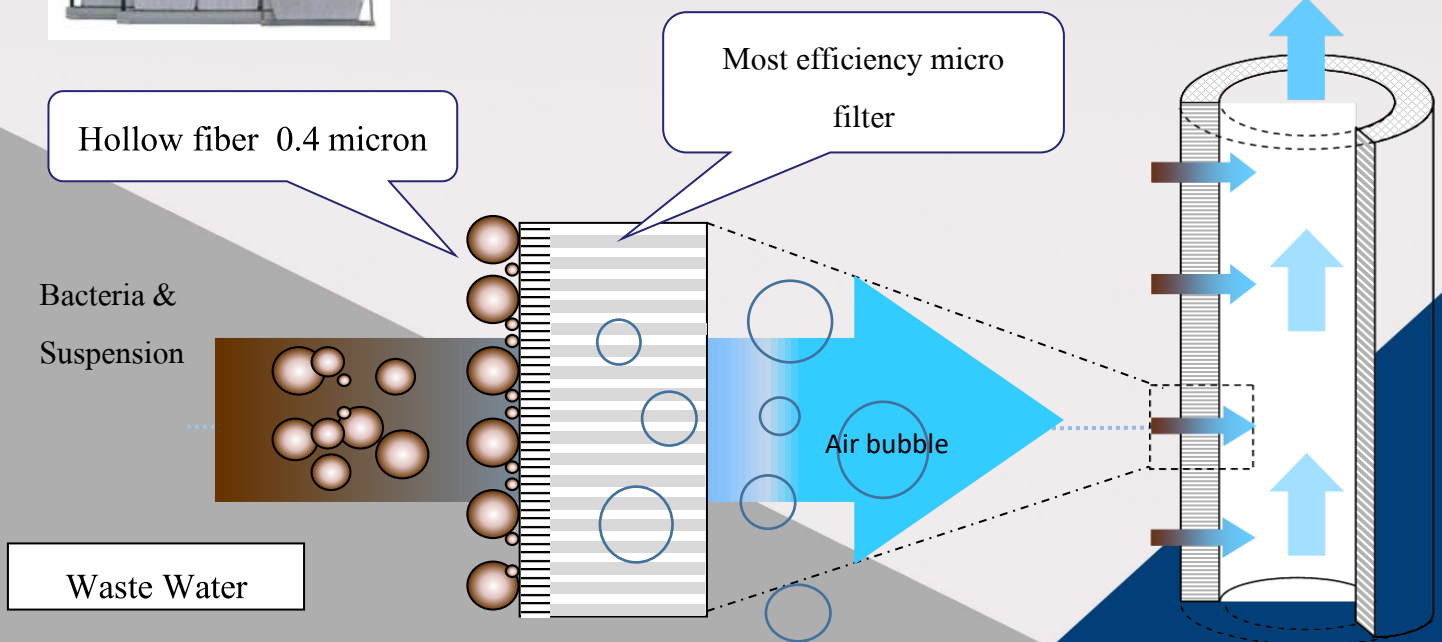 Most efficiency micro
filter
Hollow fiber 0.4 micron
Bacteria &
Suspension
Air bubble
Waste Water